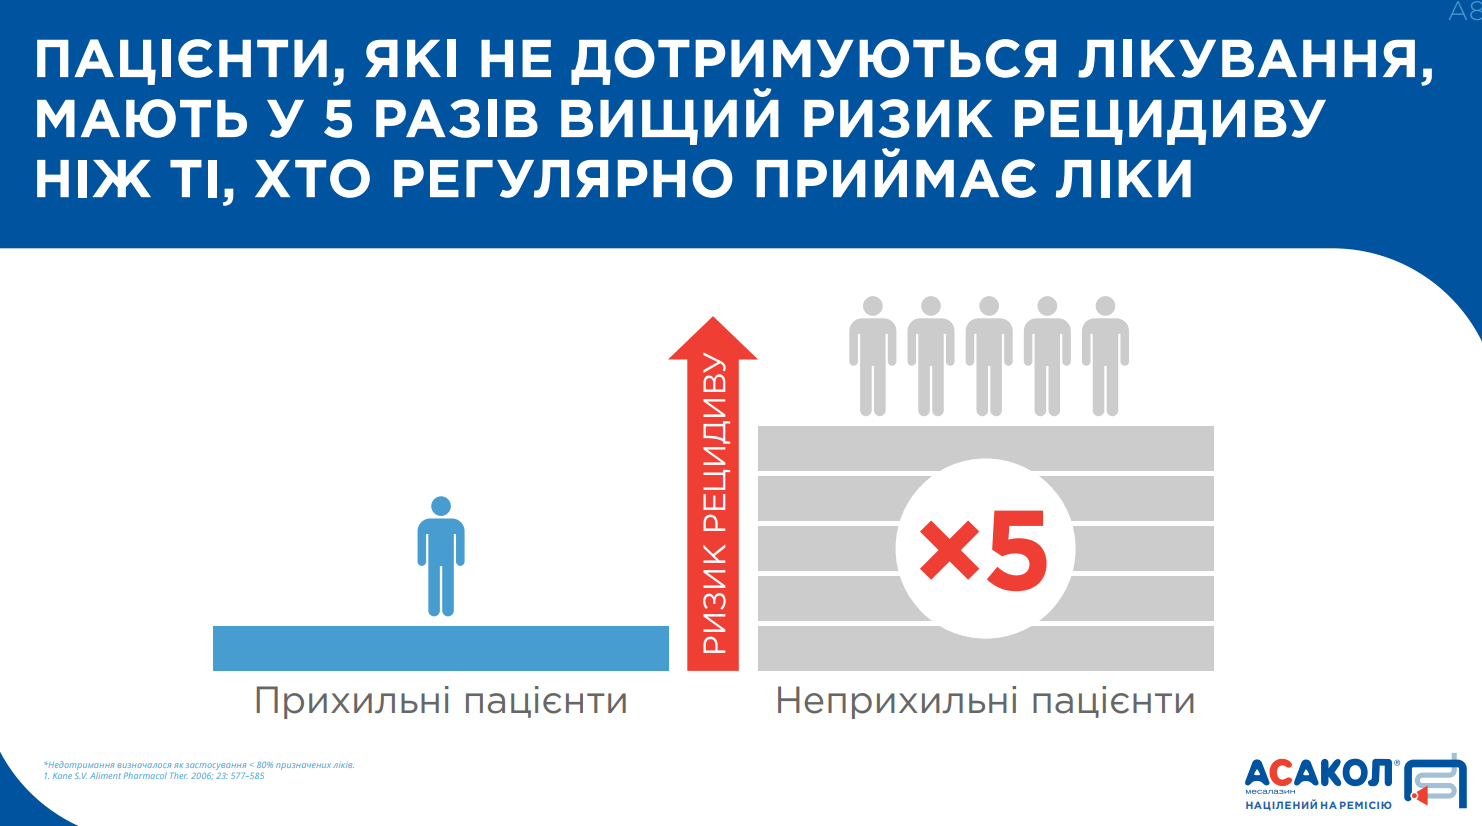 A8
ПАЦІЄНТИ, ЯКІ НЕ ДОТРИМУЮТЬСЯ ЛІКУВАННЯ,
МАЮТЬ У 5 РАЗІВ ВИЩИЙ РИЗИК РЕЦИДИВУ
НІЖ ТІ, ХТО РЕГУЛЯРНО ПРИЙМАЄ ЛІКИ
РИЗИК РЕЦИДИВУ
×5
Прихильні пацієнти
Неприхильні пацієнти
*Недотримання визначалося як застосування < 80% призначених ліків.
1. Kane S.V. Aliment Pharmacol Ther. 2006; 23: 577–585
АСАКОЛ®
месалазин
НАЦІЛЕНИЙ НА РЕМІСІЮ